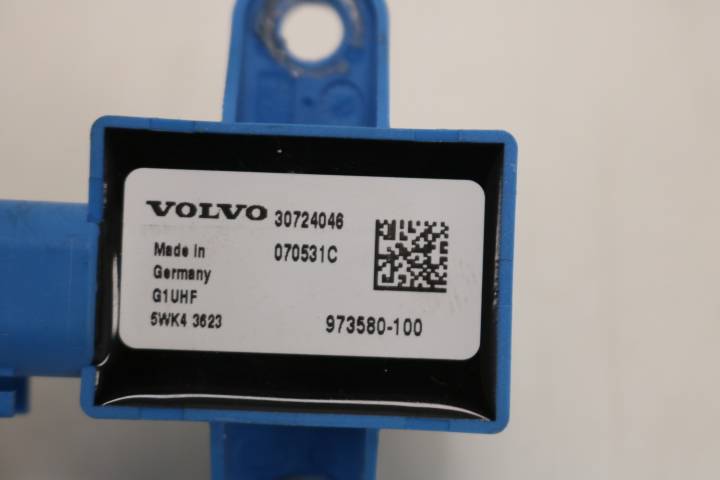 VOLVO 30724046
Made in 070531C
Germany
G1UHF
5WK4 3623 973580-100